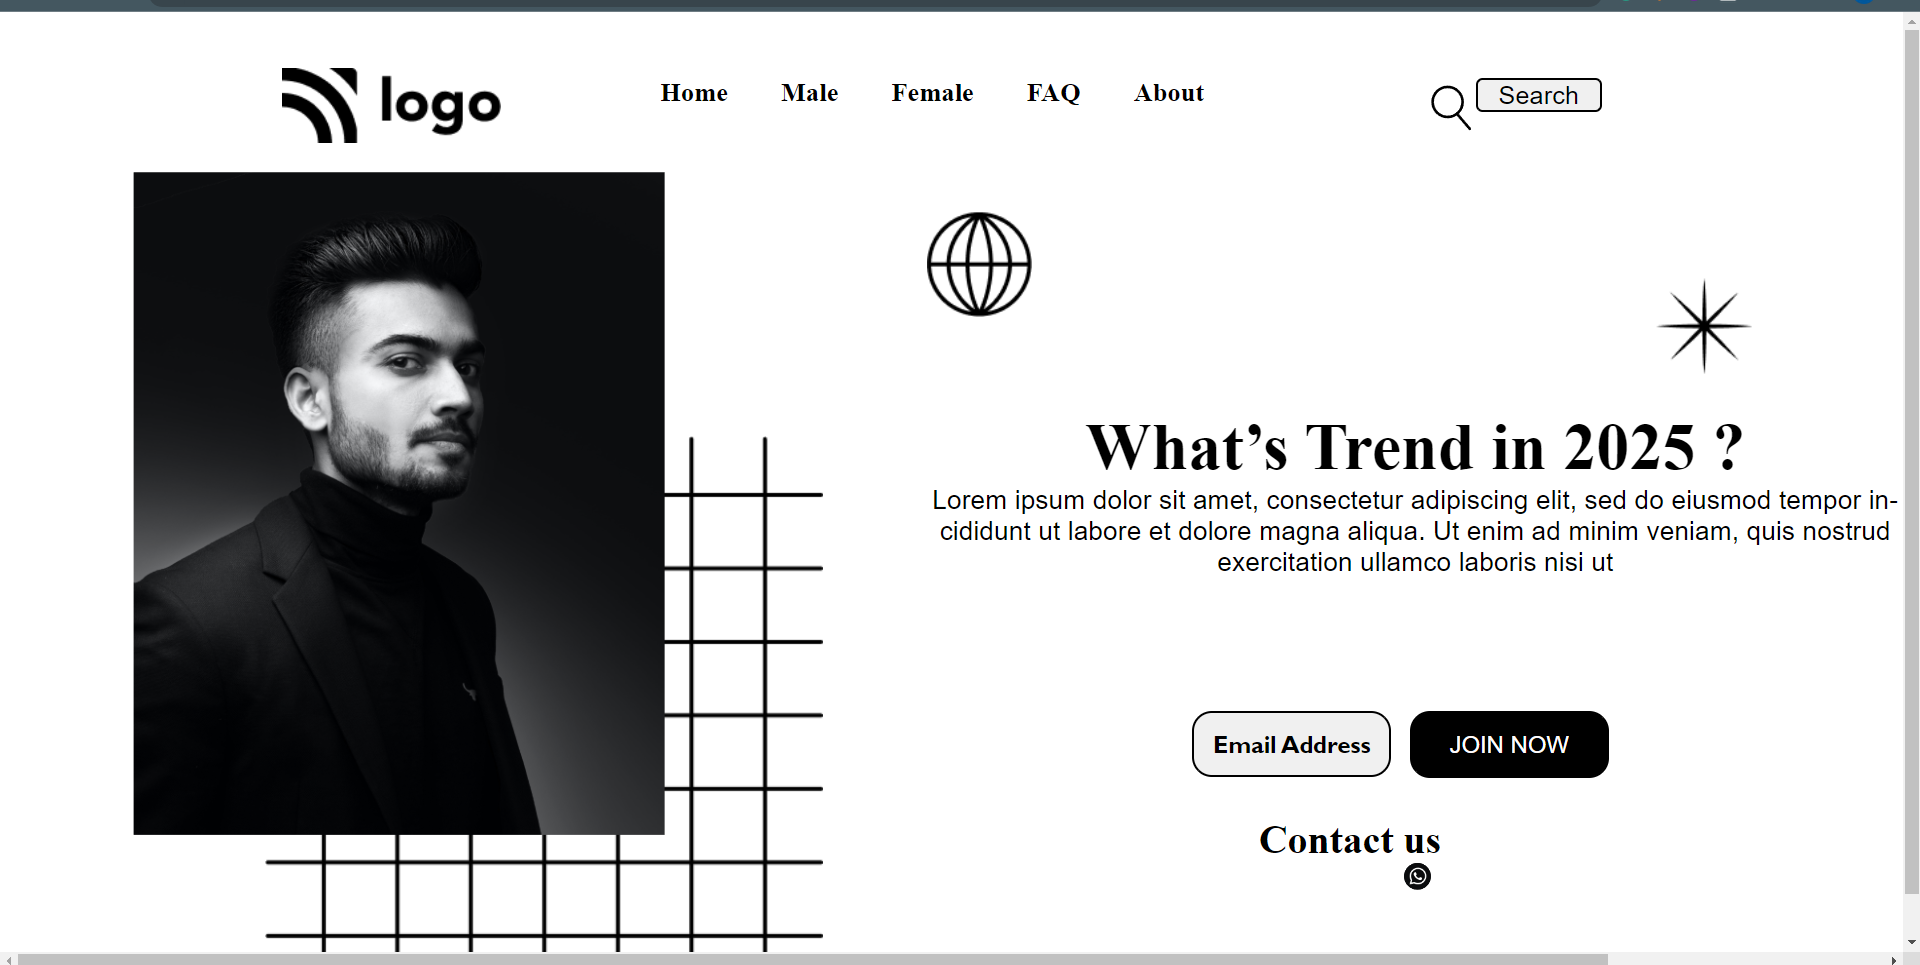 logo
Home Male Female FAQ About
Search
What’s Trend in 2025 ?
Lorem ipsum dolor sit amet, consectetur adipiscing elit, sed do eiusmod tempor in-
cididunt ut labore et dolore magna aliqua. Ut enim ad minim veniam, quis nostrud
exercitation ullamco laboris nisi ut
Email Address
JOIN NOW
Contact us